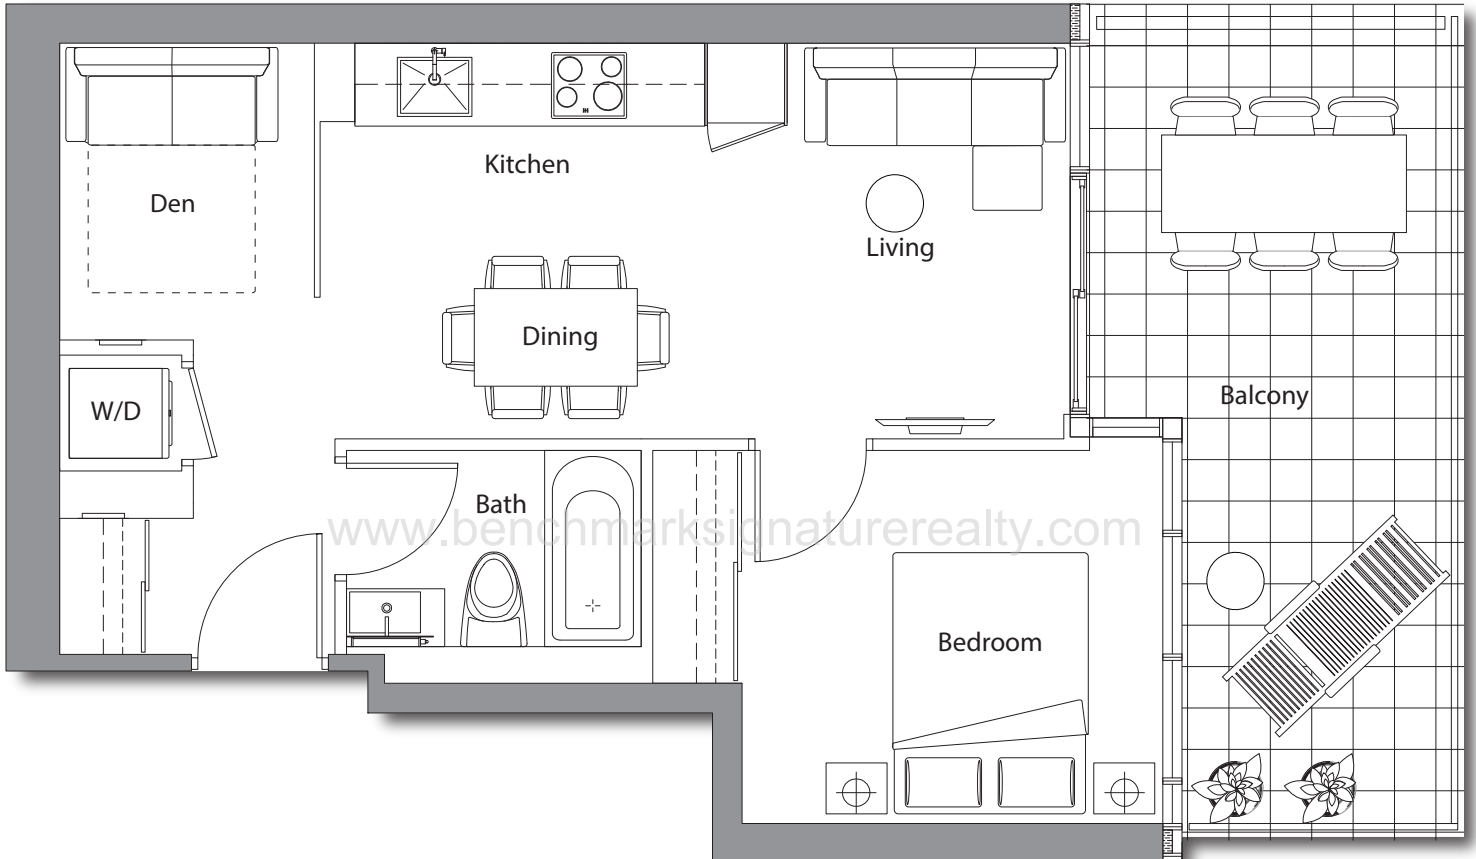 Kitchen
Den
Living
Dining
Balcony
W/D
Bath
www.benchmarksignaturerealty.com
Bedroom